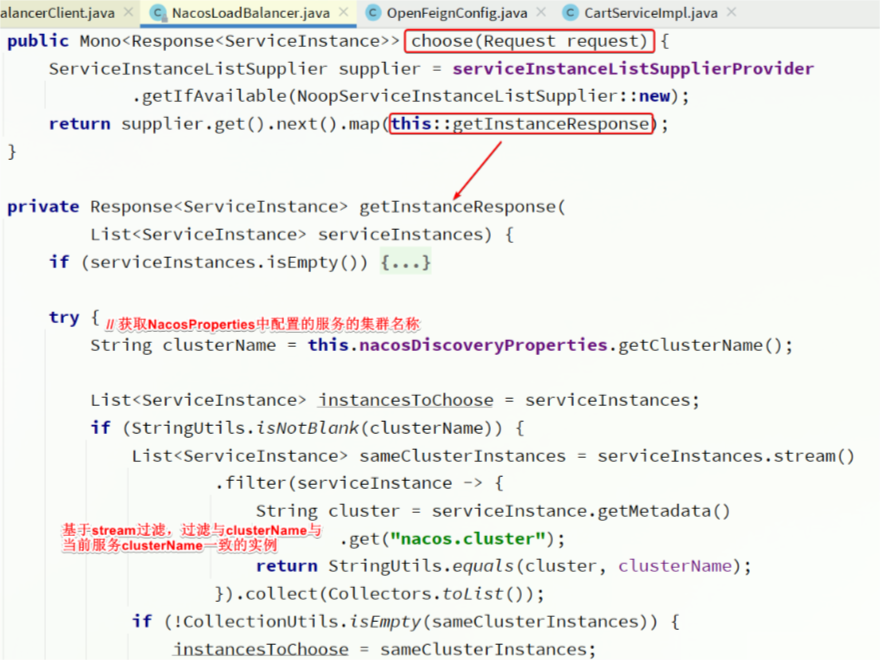 alancerClient.java × NacosLoadBalancer.java × OpenFeignConfig.java × CartServiceImpl.java ×
public Mono<Response<ServiceInstance>> choose(Request request) {
ServiceInstanceListSupplier supplier = serviceInstanceListSupplierProvider
.getIfAvailable(NoopServiceInstanceListSupplier::new);
return supplier.get().next().map(this::getInstanceResponse);
}
private Response<ServiceInstance> getInstanceResponse(
List<ServiceInstance> serviceInstances) {
if (serviceInstances.isEmpty()) {...}
try {
// 获取NacosProperties中配置的服务的集群名称
String clusterName = this.nacosDiscoveryProperties.getClusterName();
List<ServiceInstance> instancesToChoose = serviceInstances;
if (StringUtils.isNotBlank(clusterName)) {
List<ServiceInstance> sameClusterInstances = serviceInstances.stream()
.filter(serviceInstance -> {
String cluster = serviceInstance.getMetadata()
基于stream过滤，过滤与clusterName与
.get("nacos.cluster");
当前服务clusterName一致的实例
return StringUtils.equals(cluster, clusterName);
}).collect(Collectors.toList());
if (!CollectionUtils.isEmpty(sameClusterInstances)) {
instancesToChoose = sameClusterInstances;